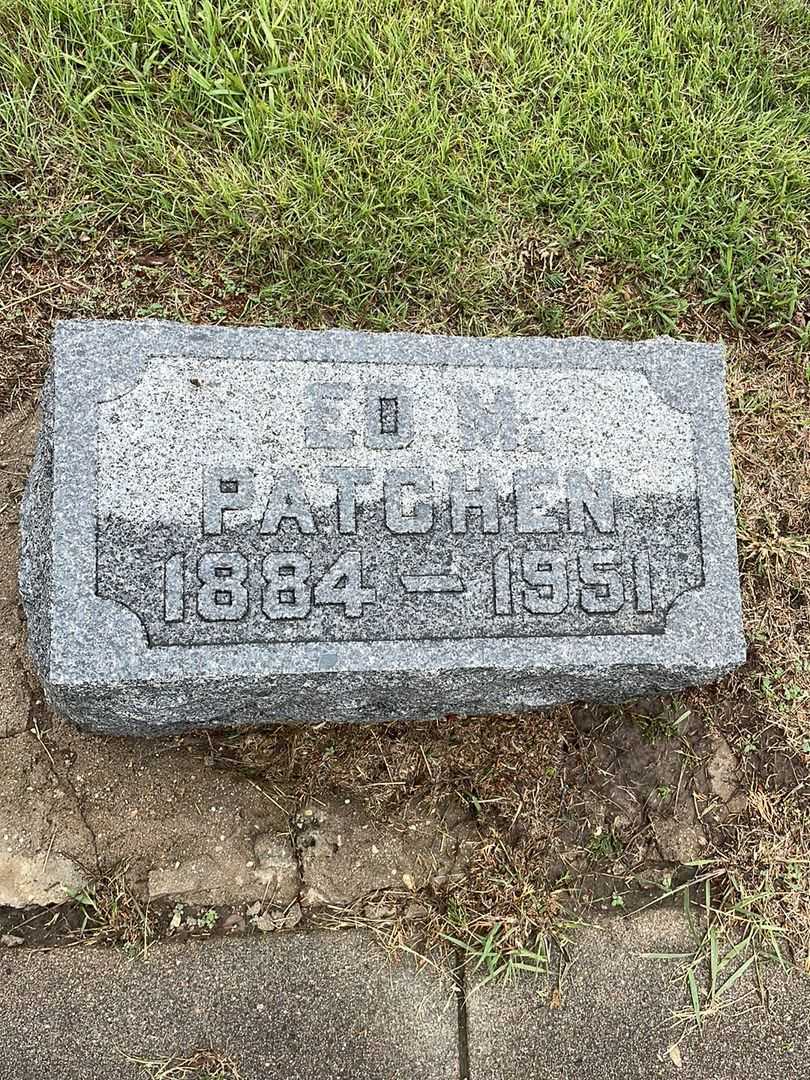 ED M.
PATCHEN
1884 – 1951